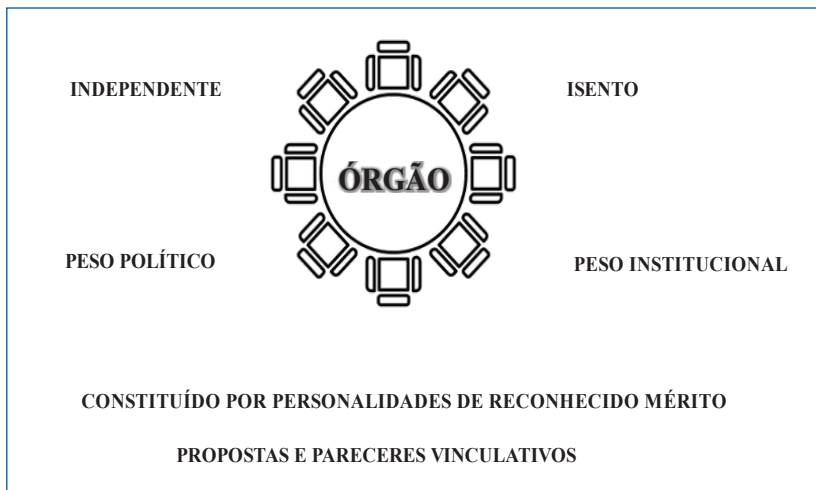 INDEPENDENTE
ISENTO
ÓRGÃO
PESO POLÍTICO
PESO INSTITUCIONAL
CONSTITUÍDO POR PERSONALIDADES DE RECONHECIDO MÉRITO
PROPOSTAS E PARECERES VINCULATIVOS